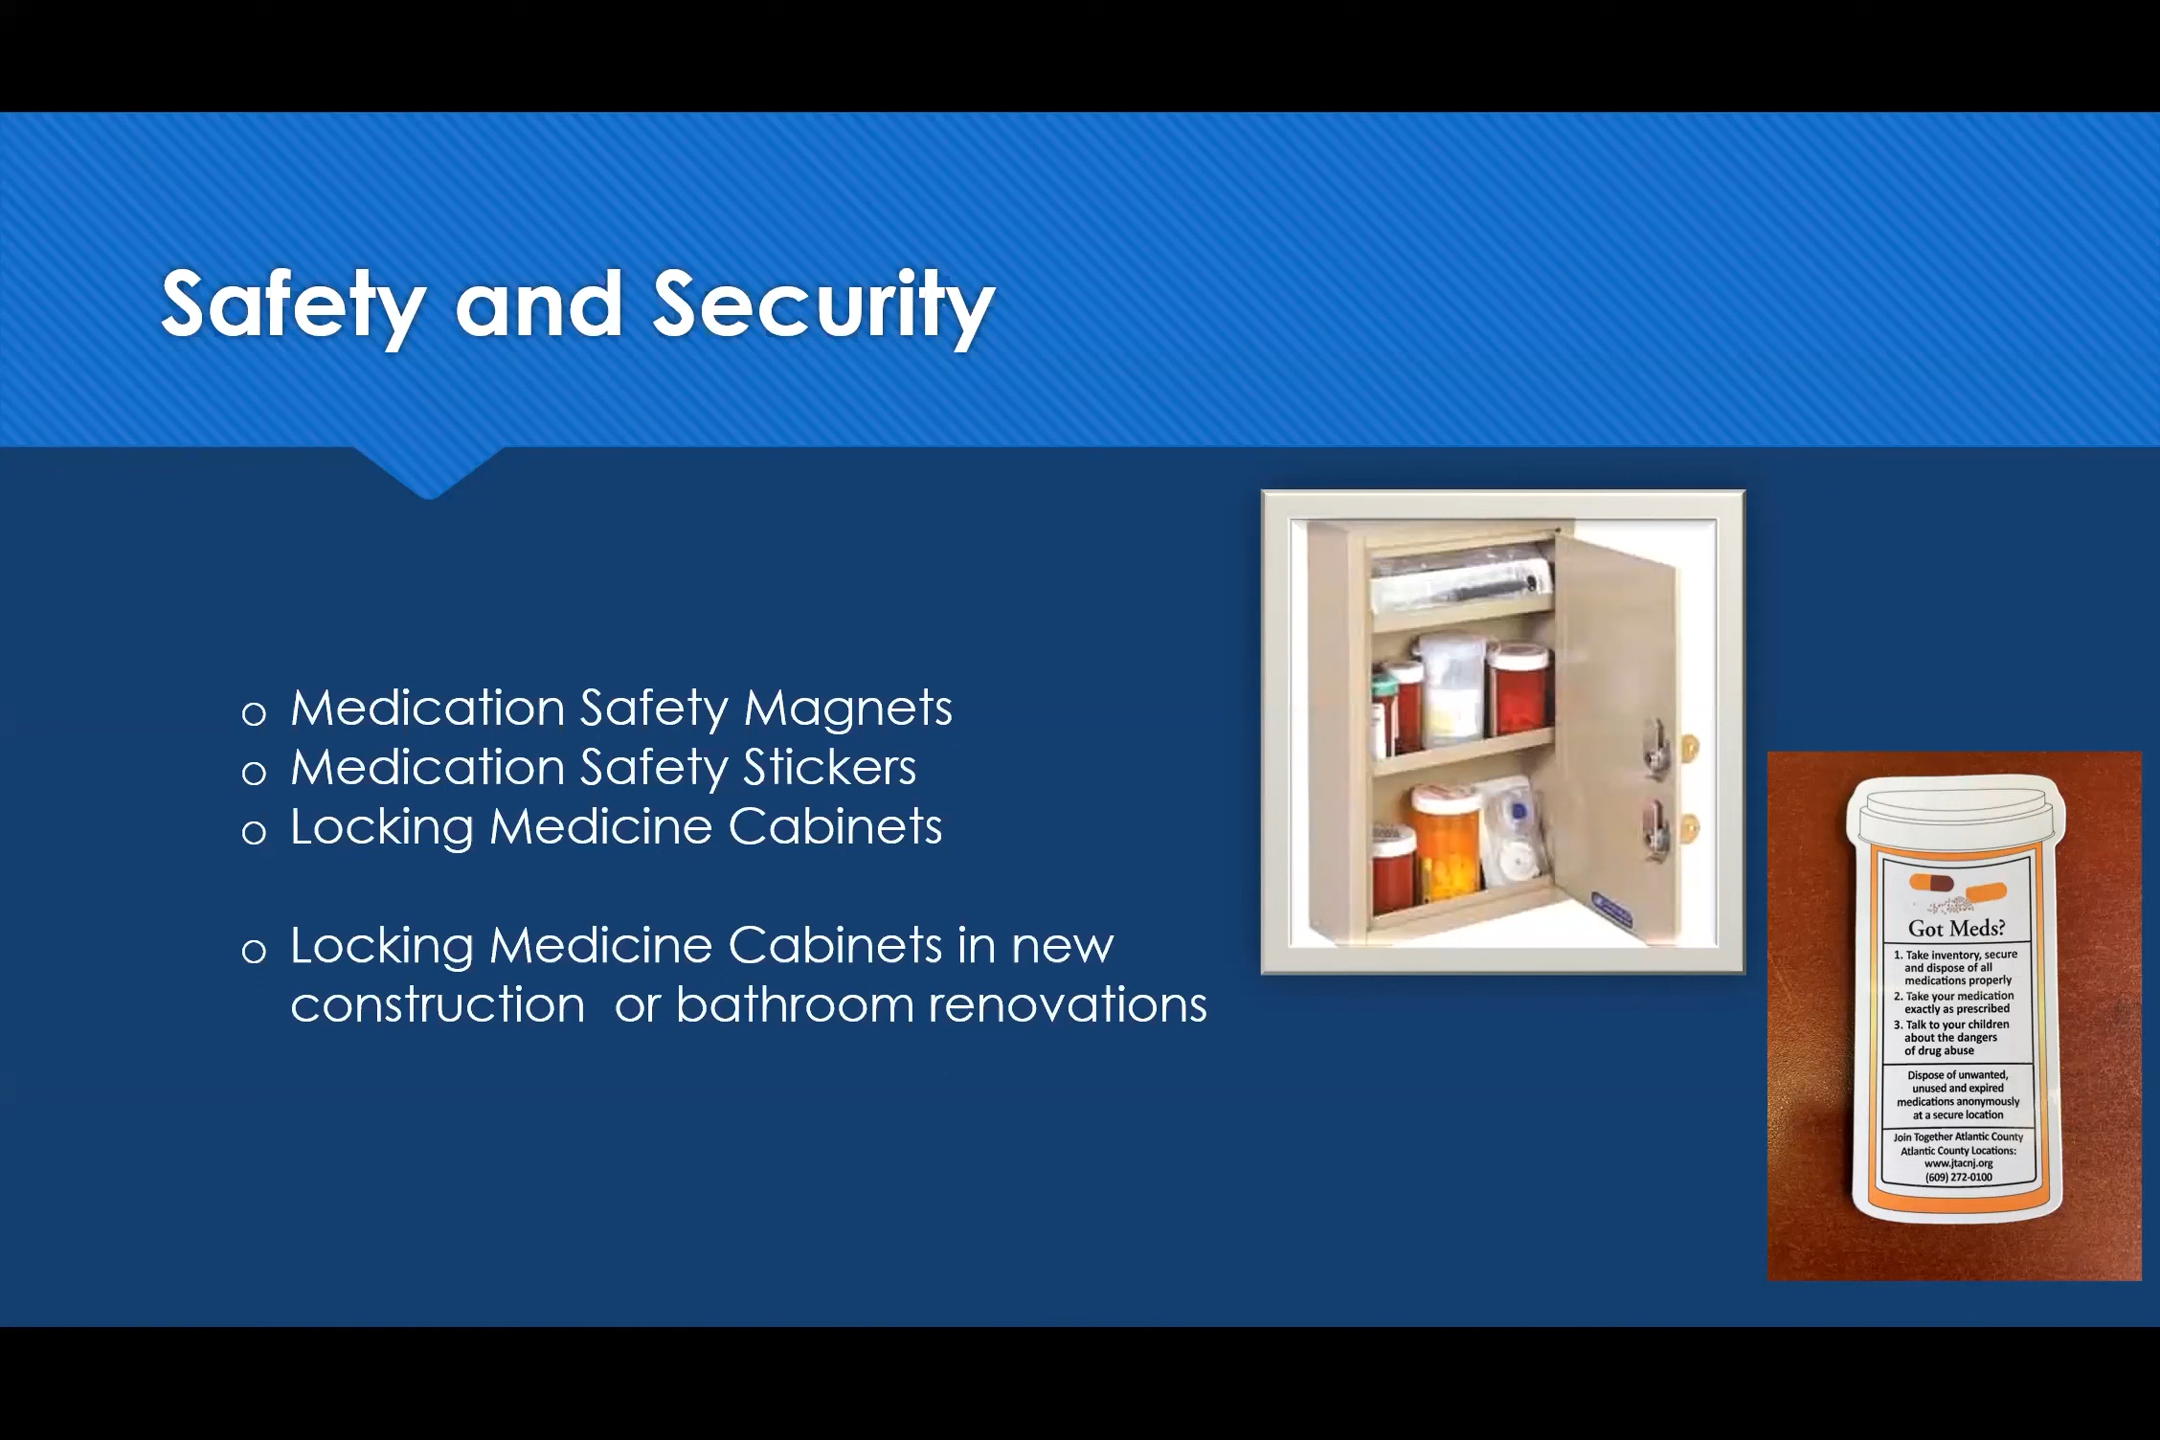 Safety and Security
o Medication Safety Magnets
o Medication Safety Stickers
o Locking Medicine Cabinets
o Locking Medicine Cabinets in new
construction or bathroom renovations
Got Meds?
1. Take inventory, secure
and dispose of all
medications properly
2. Take your medication
exactly as prescribed
3. Talk to your children
about the dangers
of drug abuse
Dispose of unwanted,
unused and expired
medications anonymously
at a secure location
Join Together Atlantic County
Atlantic County Locations:
www.jtacnj.org
(609) 272-0100